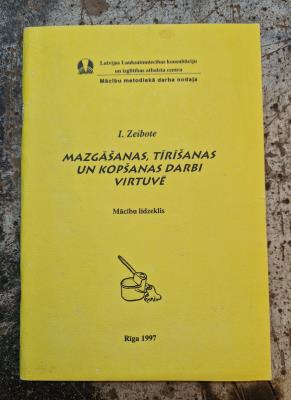 Latvijas Lauksaimniecības konsultāciju
un izglītības atbalsta centra
Mācību metodiskā darba nodaļa
I. Zeibote
MAZGĀŠANAS, TĪRĪŠANAS
UN KOPŠANAS DARBI
VIRTUVĒ
Mācību līdzeklis
Rīga 1997